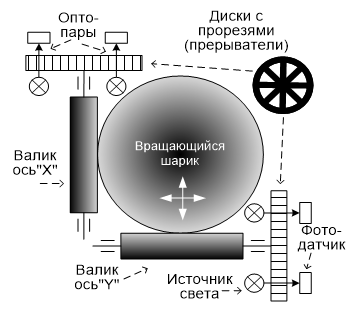 Опто-
пары
Диски с
прорезями
(прерыватели)
Вращающийся
шарик
Валик
ось"X"
Фото-
датчик
Валик
ось"Y"
Источник
света